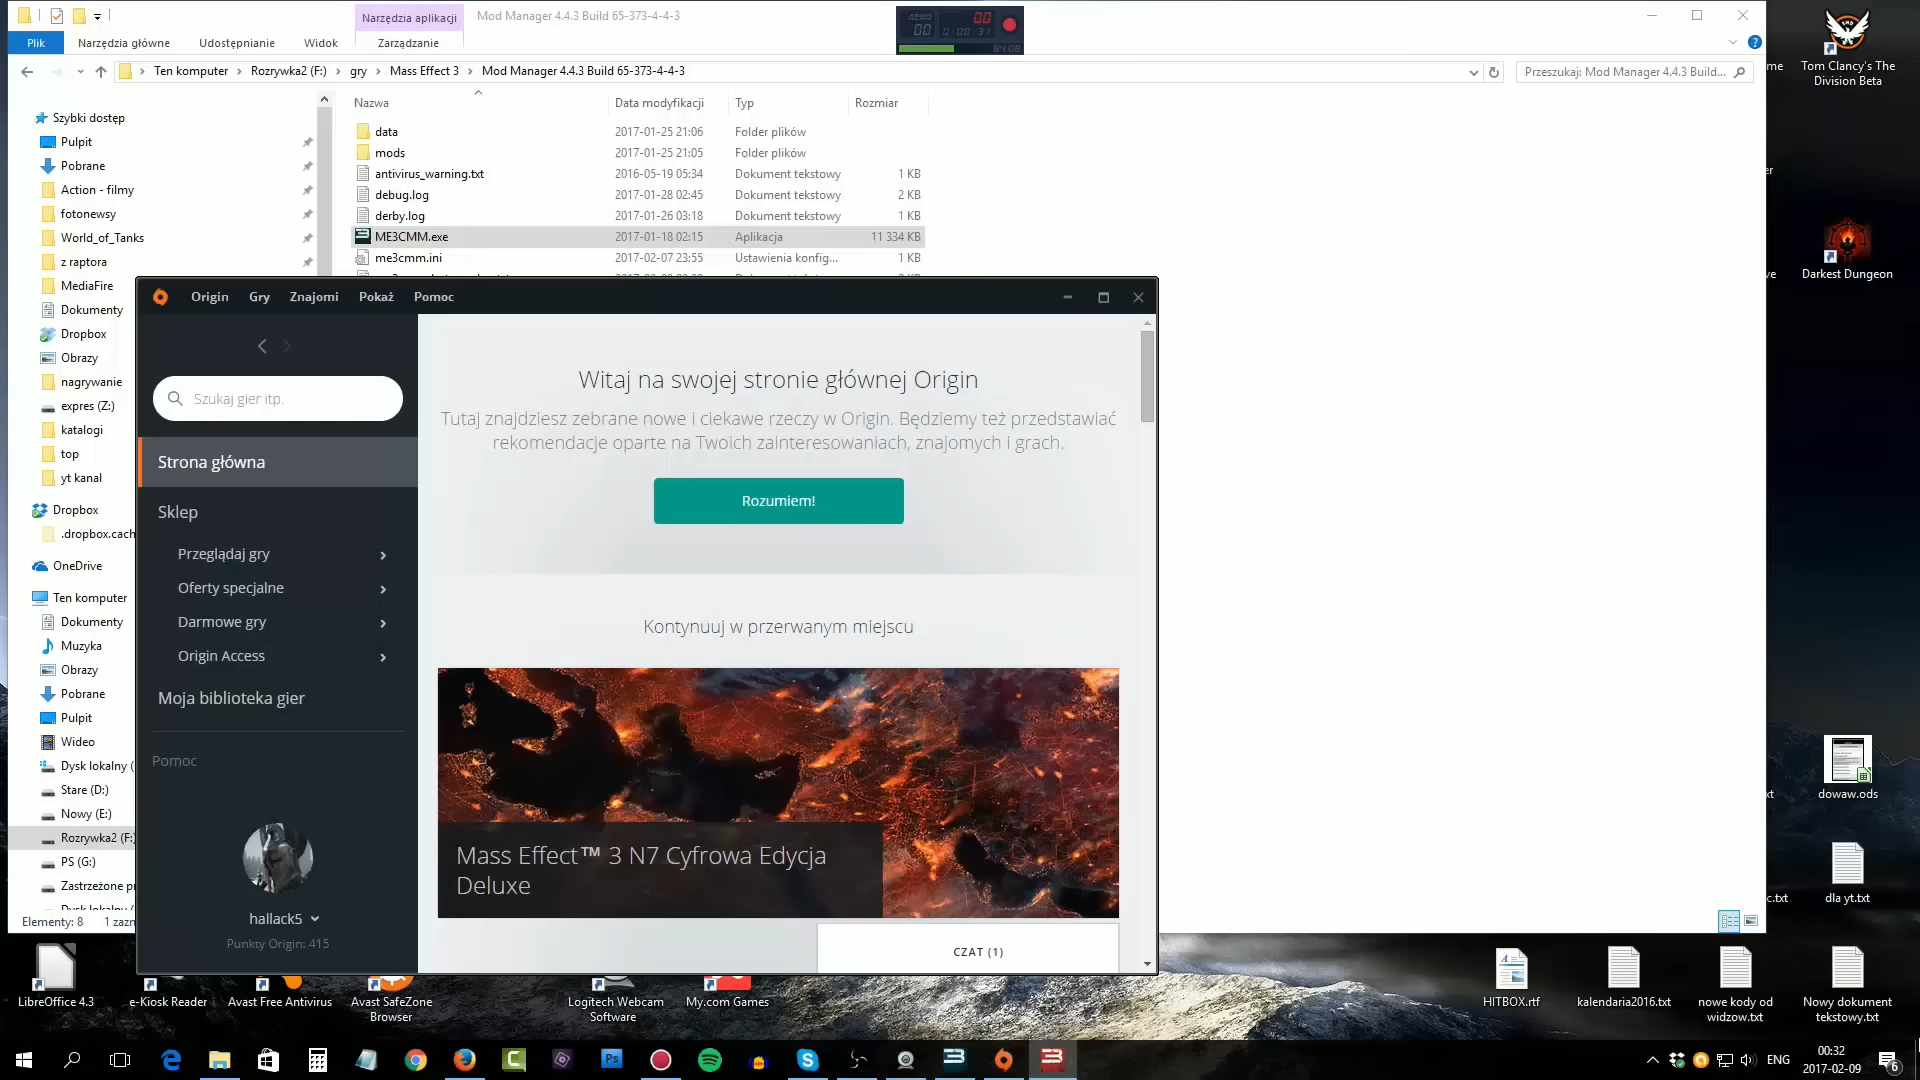 Narzędzia aplikacji
Mod Manager 4.4.3 Build 65-373-4-4-3
Plik
Narzędzia główne
Udostępnianie
Widok
Zarządzanie
Ten komputer
Rozrywka2 (F:)
gry
Mass Effect 3
Mod Manager 4.4.3 Build 65-373-4-4-3
Przeszukaj: Mod Manager 4.4.3 Build...
Nazwa
Data modyfikacji
Typ
Rozmiar
data 2017-01-25 21:06 Folder plików
mods 2017-01-25 21:05 Folder plików
antivirus_warning.txt 2016-05-19 05:34 Dokument tekstowy 1 KB
debug.log 2017-01-28 02:45 Dokument tekstowy 2 KB
derby.log 2017-01-26 03:18 Dokument tekstowy 1 KB
ME3CMM.exe 2017-01-18 02:15 Aplikacja 11 334 KB
me3cmm.ini 2017-02-07 23:55 Ustawienia konfig... 1 KB
Szybki dostęp
Pulpit
Pobrane
Action - filmy
fotonewsy
World_of_Tanks
z raptora
MediaFire
Dokumenty
Dropbox
Obrazy
nagrywanie
expres (Z:)
katalogi
top
yt kanal
Dropbox
.dropbox.cach
OneDrive
Ten komputer
Dokumenty
Muzyka
Obrazy
Pobrane
Pulpit
Wideo
Dysk lokalny (
Stare (D:)
Nowy (E:)
Rozrywka2 (F:)
PS (G:)
Zastrzeżone pr
Dysk lokalny (
Elementy: 8
1 zazn
Origin
Gry
Znajomi
Pokaż
Pomoc
Szukaj gier itp.
Strona główna
Sklep
Przeglądaj gry
Oferty specjalne
Darmowe gry
Origin Access
Moja biblioteka gier
Pomoc
hallack5
Punkty Origin: 415
Witaj na swojej stronie głównej Origin
Tutaj znajdziesz zebrane nowe i ciekawe rzeczy w Origin. Będziemy też przedstawiać
rekomendacje oparte na Twoich zainteresowaniach, znajomych i grach.
Rozumiem!
Kontynuuj w przerwanym miejscu
Mass Effect™ 3 N7 Cyfrowa Edycja
Deluxe
CZAT (1)
Tom Clancy's The
Division Beta
Darkest Dungeon
dowaw.ods
dla yt.txt
LibreOffice 4.3
e-Kiosk Reader
Avast Free Antivirus
Avast SafeZone
Browser
Logitech Webcam
Software
My.com Games
HITBOX.rtf
kalendaria2016.txt
nowe kody od
widzow.txt
Nowy dokument
tekstowy.txt
ENG
00:32
2017-02-09
6